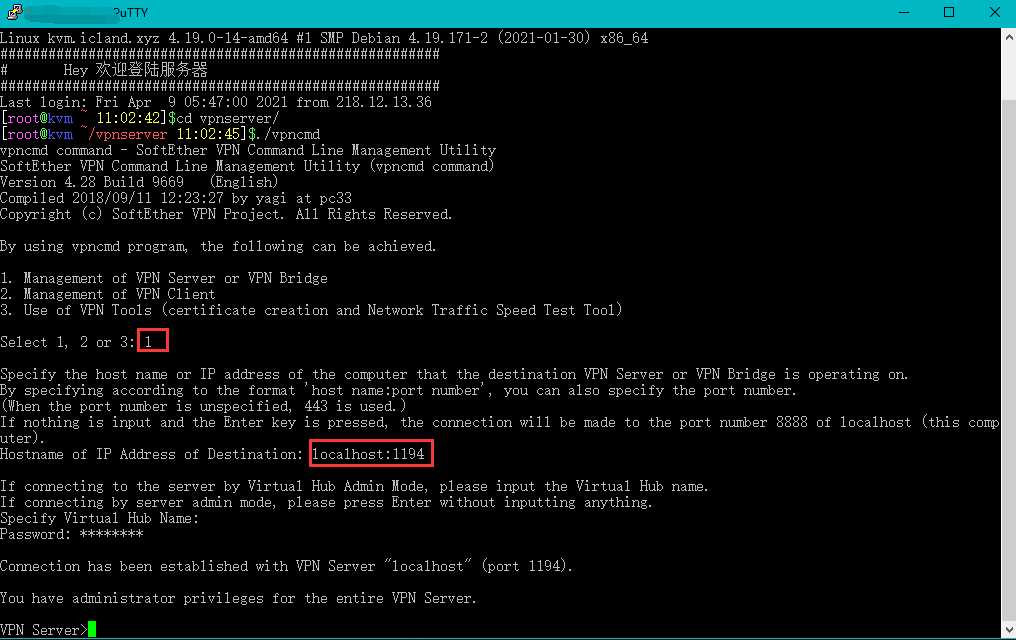 PuTTY
Linux kvm.icland.xyz 4.19.0-14-amd64 #1 SMP Debian 4.19.171-2 (2021-01-30) x86_64
######################################################
# Hey 欢迎登陆服务器
######################################################
Last login: Fri Apr  9 05:47:00 2021 from 218.12.13.36
[root@kvm ~ 11:02:42]$cd vpnserver/
[root@kvm ~/vpnserver 11:02:45]$./vpncmd
vpncmd command - SoftEther VPN Command Line Management Utility
SoftEther VPN Command Line Management Utility (vpncmd command)
Version 4.28 Build 9669   (English)
Compiled 2018/09/11 12:23:27 by yagi at pc33
Copyright (c) SoftEther VPN Project. All Rights Reserved.
By using vpncmd program, the following can be achieved.
1. Management of VPN Server or VPN Bridge
2. Management of VPN Client
3. Use of VPN Tools (certificate creation and Network Traffic Speed Test Tool)
Select 1, 2 or 3: 1
Specify the host name or IP address of the computer that the destination VPN Server or VPN Bridge is operating on.
By specifying according to the format 'host name:port number', you can also specify the port number.
(When the port number is unspecified, 443 is used.)
If nothing is input and the Enter key is pressed, the connection will be made to the port number 8888 of localhost (this comp
uter).
Hostname of IP Address of Destination: localhost:1194
If connecting to the server by Virtual Hub Admin Mode, please input the Virtual Hub name.
If connecting by server admin mode, please press Enter without inputting anything.
Specify Virtual Hub Name:
Password: ********
Connection has been established with VPN Server "localhost" (port 1194).
You have administrator privileges for the entire VPN Server.
VPN Server>